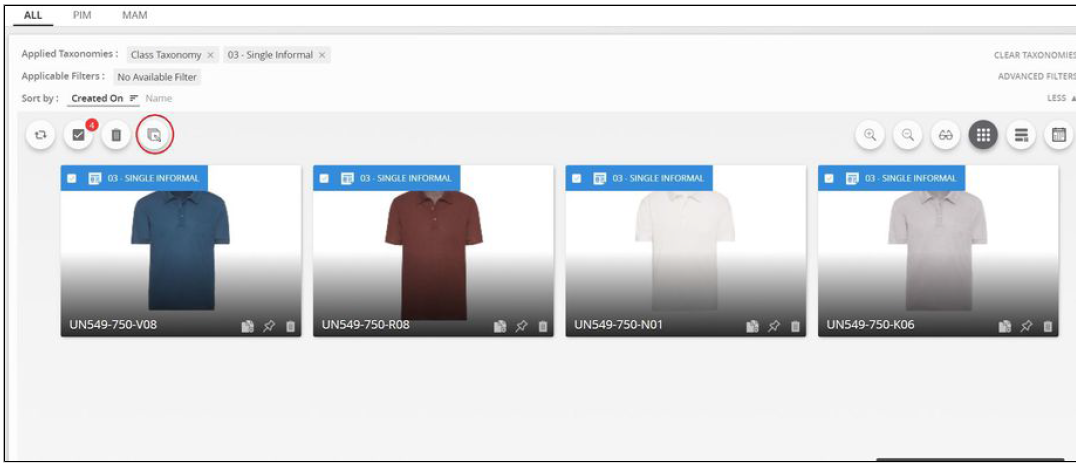 ALL PIM MAM
Applied Taxonomies : Class Taxonomy × 03 - Single Informal ×
CLEAR TAXONOMIES
Applicable Filters : No Available Filter
ADVANCED FILTERS
Sort by : Created On Name
LESS
4
03 - SINGLE INFORMAL
UN549-750-V08
03 - SINGLE INFORMAL
UN549-750-R08
03 - SINGLE INFORMAL
UN549-750-N01
03 - SINGLE INFORMAL
UN549-750-K06